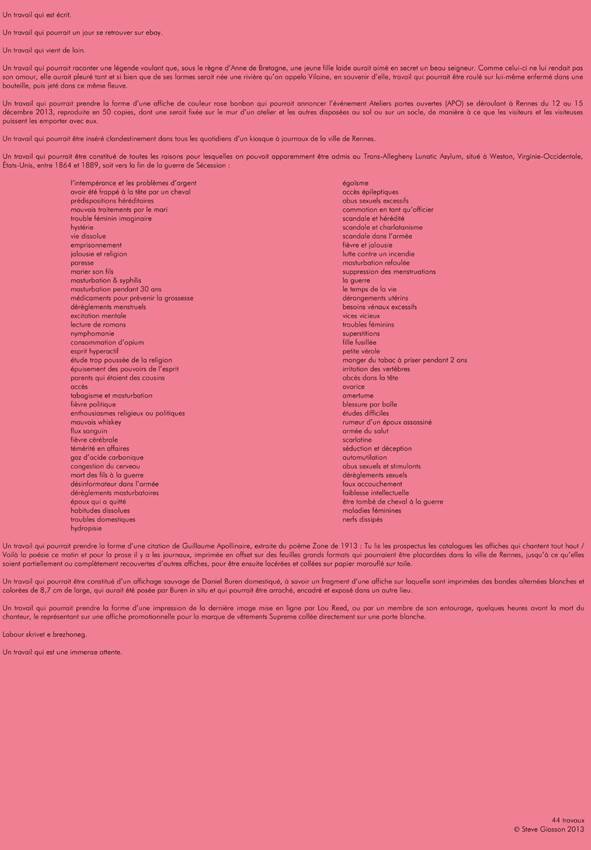 Un travail qui est écrit.
Un travail qui pourrait un jour se retrouver sur ebay.
Un travail qui vient de loin.
Un travail qui pourrait raconter une légende voulant que, sous le règne d'Anne de Bretagne, une jeune fille laide aurait aimé en secret un beau seigneur. Comme celui-ci ne lui rendait pas
son amour, elle aurait pleuré tant et si bien que de ses larmes serait née une rivière qu'on appela Vilaine, en souvenir d'elle, travail qui pourrait être roulé sur lui-même enfermé dans une
bouteille, puis jeté dans ce même fleuve.
Un travail qui pourrait prendre la forme d'une affiche de couleur rose bonbon qui pourrait annoncer l'événement Ateliers portes ouvertes (APO) se déroulant à Rennes du 12 au 15
décembre 2013, reproduite en 50 copies, dont une serait fixée sur le mur d'un atelier et les autres disposées au sol ou sur un socle, de manière à ce que les visiteurs et les visiteuses
puissent les emporter avec eux.
Un travail qui pourrait être inséré clandestinement dans tous les quotidiens d'un kiosque à journaux de la ville de Rennes.
Un travail qui pourrait être constitué de toutes les raisons pour lesquelles on pouvait apparemment être admis au Trans-Allegheny Lunatic Asylum, situé à Weston, Virginie-Occidentale,
États-Unis, entre 1864 et 1889, soit vers la fin de la guerre de Sécession :
l'intempérance et les problèmes d'argent
avoir été frappé à la tête par un cheval
prédispositions héréditaires
mauvais traitements par le mari
trouble féminin imaginaire
hystérie
vie dissolue
emprisonnement
jalousie et religion
paresse
marier son fils
masturbation & syphilis
masturbation pendant 30 ans
médicaments pour prévenir la grossesse
dérèglements menstruels
excitation mentale
lecture de romans
nymphomanie
consommation d'opium
esprit hyperactif
étude trop poussée de la religion
épuisement des pouvoirs de l'esprit
parents qui étaient des cousins
accès
tabagisme et masturbation
fièvre politique
enthousiasmes religieux ou politiques
mauvais whiskey
flux sanguin
fièvre cérébrale
témérité en affaires
gaz d'acide carbonique
congestion du cerveau
mort des fils à la guerre
désinformateur dans l'armée
dérèglements masturbatoires
époux qui a quitté
habitudes dissolues
troubles domestiques
hydropisie
égoïsme
accès épileptiques
abus sexuels excessifs
commotion en tant qu'officier
scandale et hérédité
scandale et charlatanisme
scandale dans l'armée
fièvre et jalousie
lutte contre un incendie
masturbation refoulée
suppression des menstruations
la guerre
le temps de la vie
dérangements utérins
besoins vénaux excessifs
vices vicieux
troubles féminins
superstitions
fille fusillée
petite vérole
manger du tabac à priser pendant 2 ans
irritation des vertèbres
abcès dans la tête
avarice
amertume
blessure par balle
études difficiles
rumeur d'un époux assassiné
armée du salut
scarlatine
séduction et déception
automutilation
abus sexuels et stimulants
dérèglements sexuels
faux accouchement
faiblesse intellectuelle
être tombé de cheval à la guerre
maladies féminines
nerfs dissipés
Un travail qui pourrait prendre la forme d'une citation de Guillaume Apollinaire, extraite du poème Zone de 1913 : Tu lis les prospectus les catalogues les affiches qui chantent tout haut /
Voilà la poésie ce matin et pour la prose il y a les journaux, imprimée en offset sur des feuilles grands formats qui pourraient être placardées dans la ville de Rennes, jusqu'à ce qu'elles
soient partiellement ou complètement recouvertes d'autres affiches, pour être ensuite lacérées et collées sur papier marouflé sur toile.
Un travail qui pourrait être constitué d'un affichage sauvage de Daniel Buren domestiqué, à savoir un fragment d'une affiche sur laquelle sont imprimées des bandes alternées blanches et
colorées de 8,7 cm de large, qui aurait été posée par Buren in situ et qui pourrait être arraché, encadré et exposé dans un autre lieu.
Un travail qui pourrait prendre la forme d'une impression de la dernière image mise en ligne par Lou Reed, ou par un membre de son entourage, quelques heures avant la mort du
chanteur, le représentant sur une affiche promotionnelle pour la marque de vêtements Supreme collée directement sur une porte blanche.
Labour skrivet e brezhoneg.
Un travail qui est une immense attente.
44 travaux
© Steve Giasson 2013